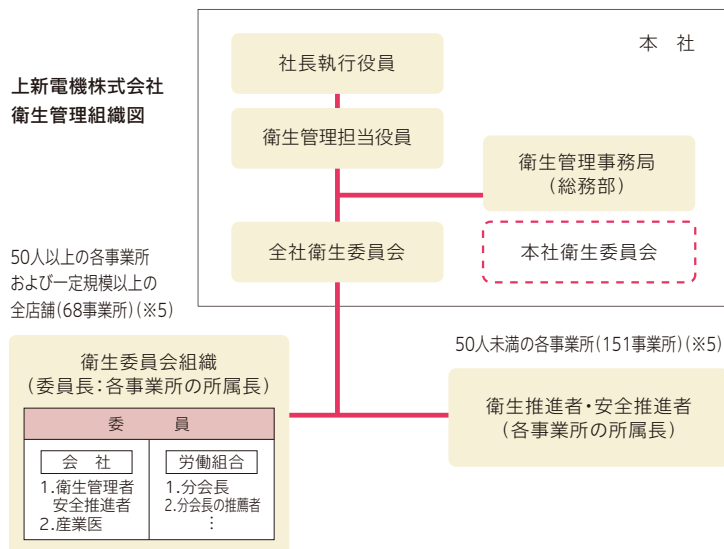 本 社
上新電機株式会社
衛生管理組織図
社長執行役員
衛生管理担当役員
衛生管理事務局
(総務部)
全社衛生委員会
本社衛生委員会
50人以上の各事業所
および一定規模以上の
全店舗(68事業所)(※5)
衛生委員会組織
(委員長:各事業所の所属長)
委 員
会 社
1.衛生管理者
安全推進者
2.産業医
労働組合
1.分会長
2.分会長の推薦者
⋮
50人未満の各事業所(151事業所)(※5)
衛生推進者・安全推進者
(各事業所の所属長)